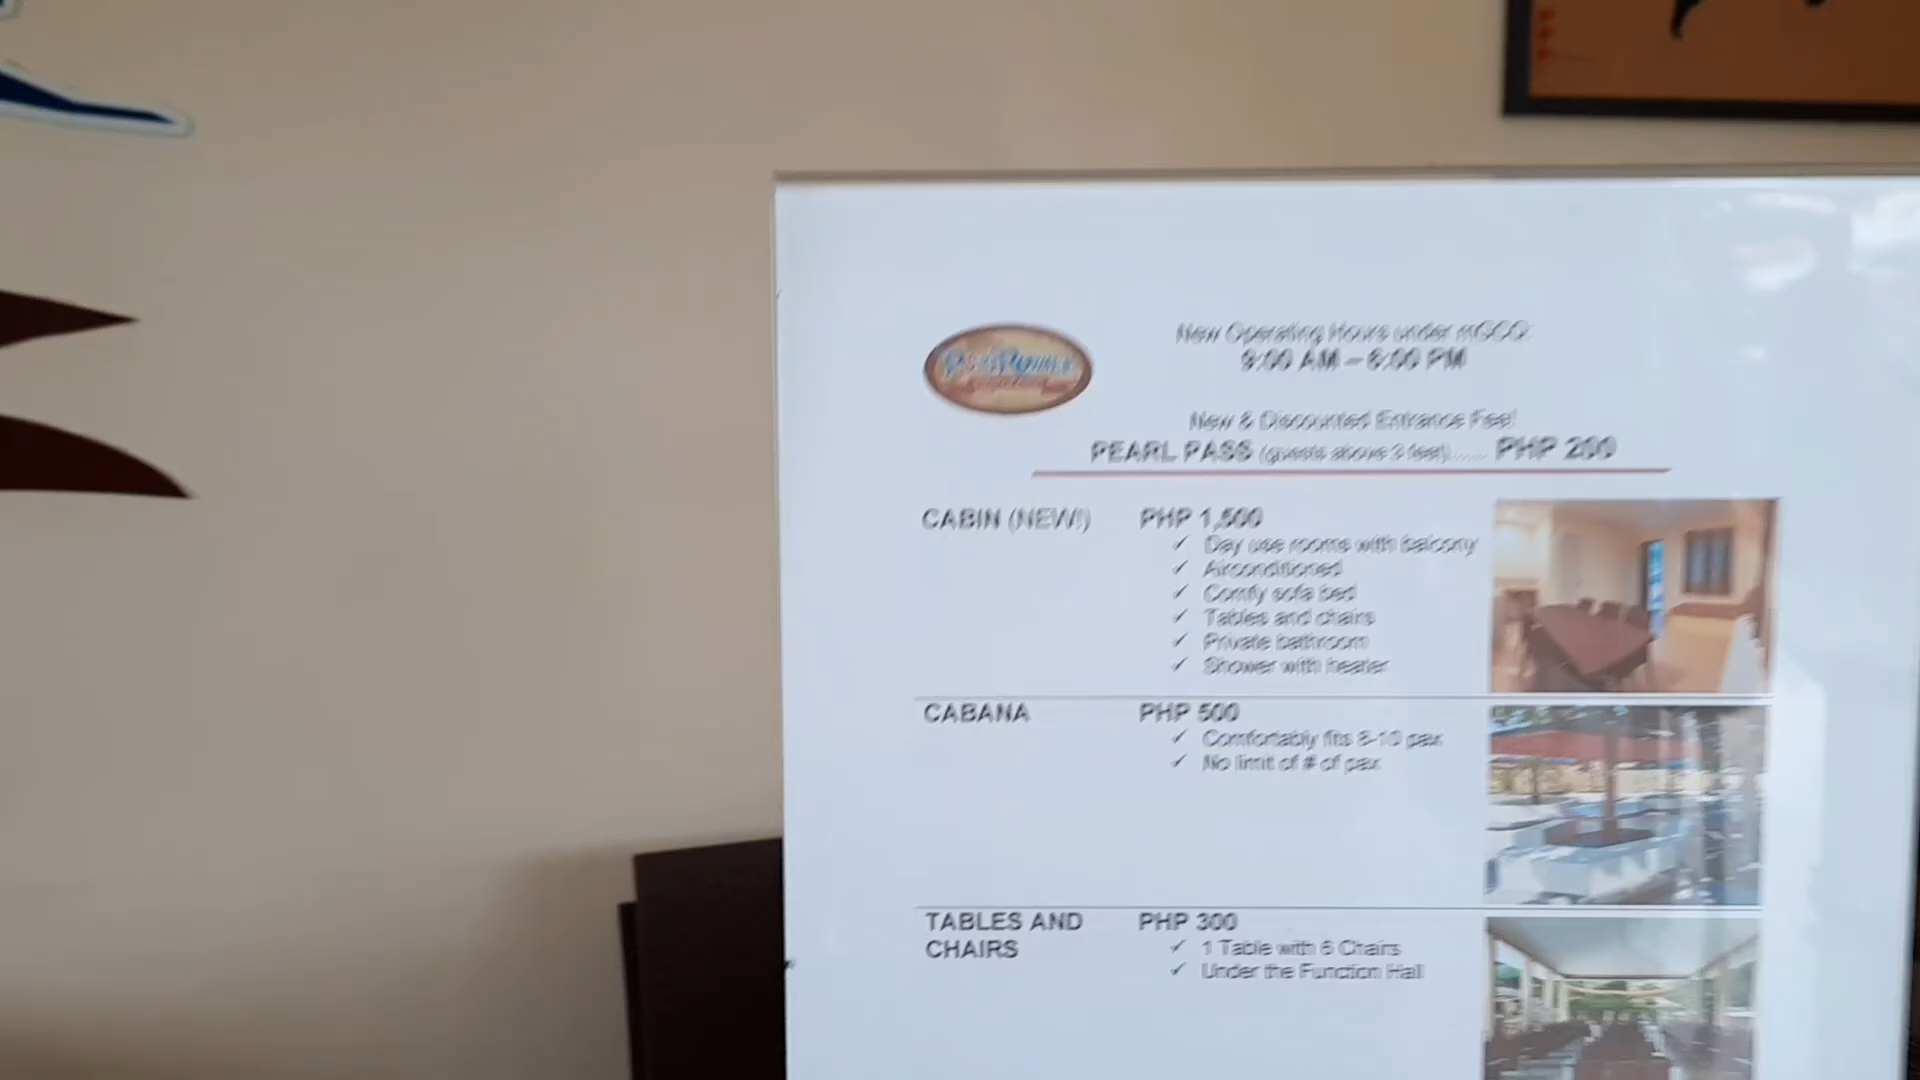 New Operating Hours under MGCQ:
9:00 AM – 6:00 PM
New & Discounted Entrance Fee!
PEARL PASS (guests above 3 feet)...... PHP 200
CABIN (NEW!) PHP 1,500
✓ Day use rooms with balcony
✓ Airconditioned
✓ Comfy sofa bed
✓ Tables and chairs
✓ Private bathroom
✓ Shower with heater
CABANA PHP 500
✓ Comfortably fits 8-10 pax
✓ No limit of # of pax
TABLES AND PHP 300
CHAIRS
✓ 1 Table with 6 Chairs
✓ Under the Function Hall